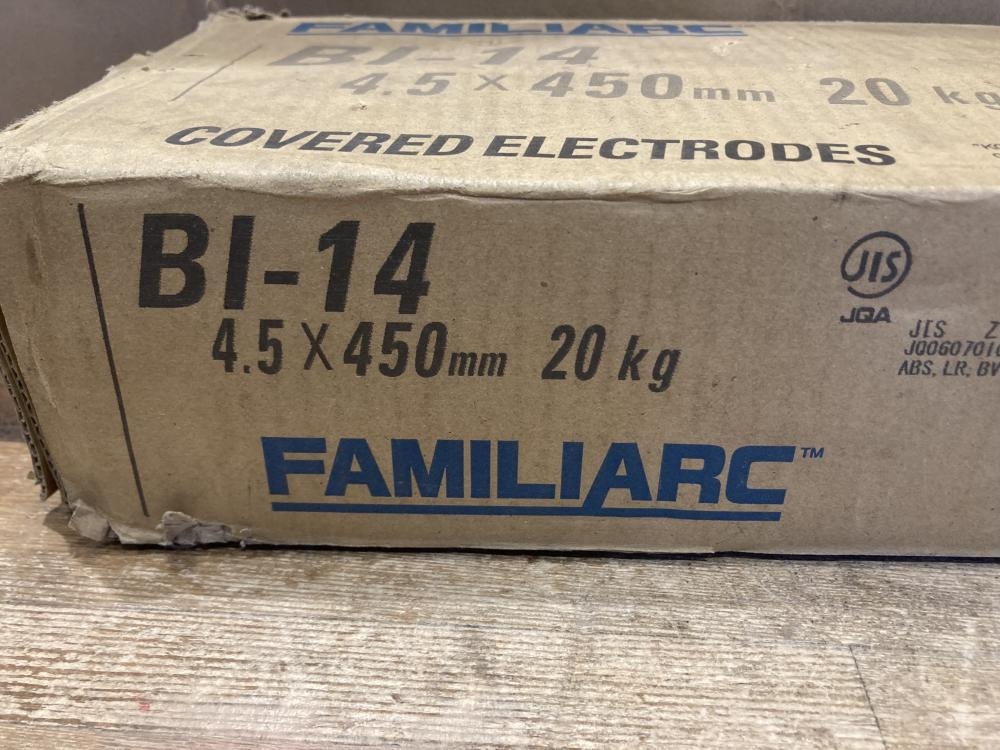 FAMILIARC
BI-14
4.5 × 450mm 20 kg
COVERED ELECTRODES
BI-14
4.5 × 450mm 20 kg
JIS
JQA
JIS Z
JQ060701
ABS, LR, BV
FAMILIARC™